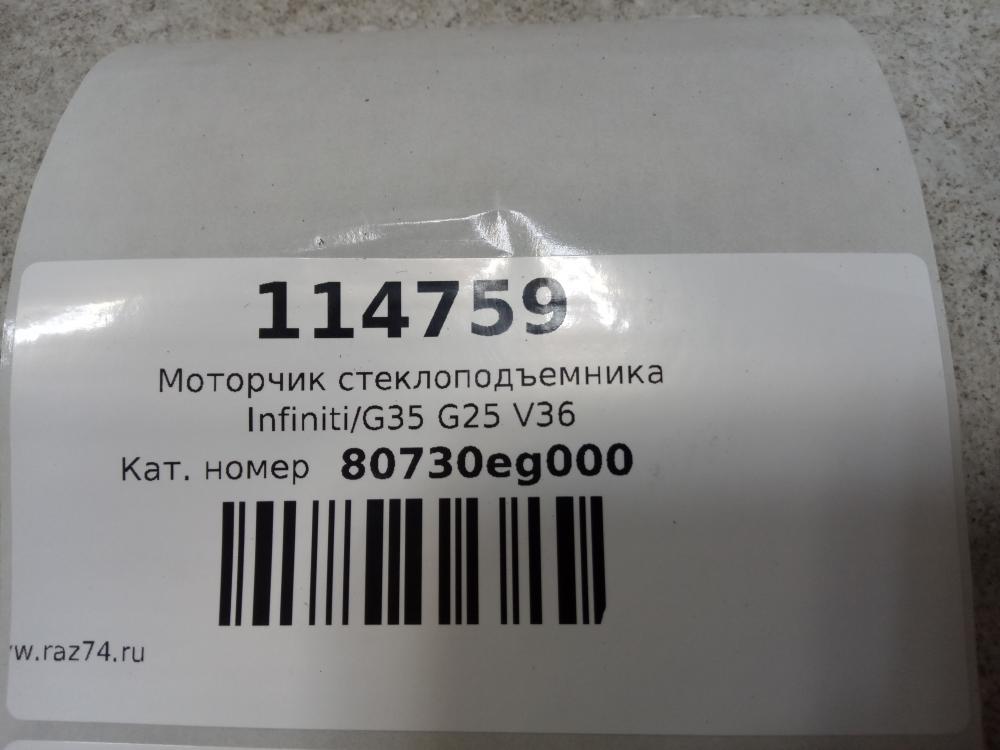 114759
Моторчик стеклоподъемника
Infiniti/G35 G25 V36
Кат. номер 80730eg000
w.raz74.ru